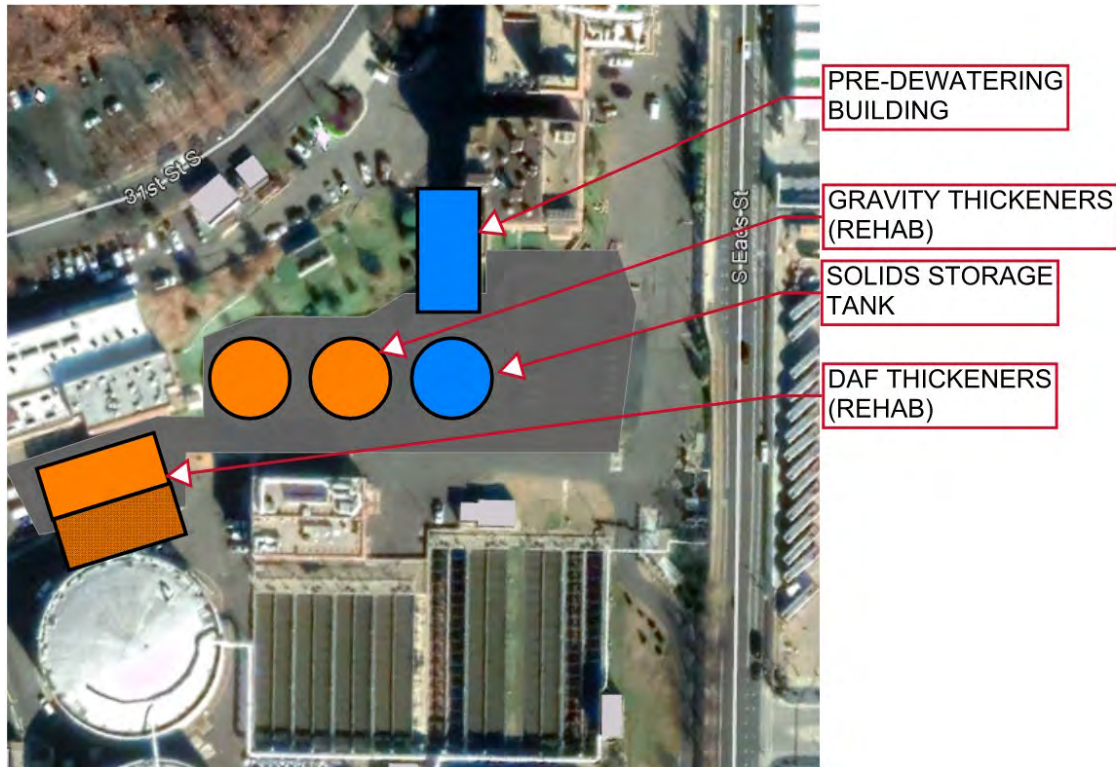 PRE-DEWATERING
BUILDING
GRAVITY THICKENERS
(REHAB)
SOLIDS STORAGE
TANK
DAF THICKENERS
(REHAB)
31st St S
S Eads St